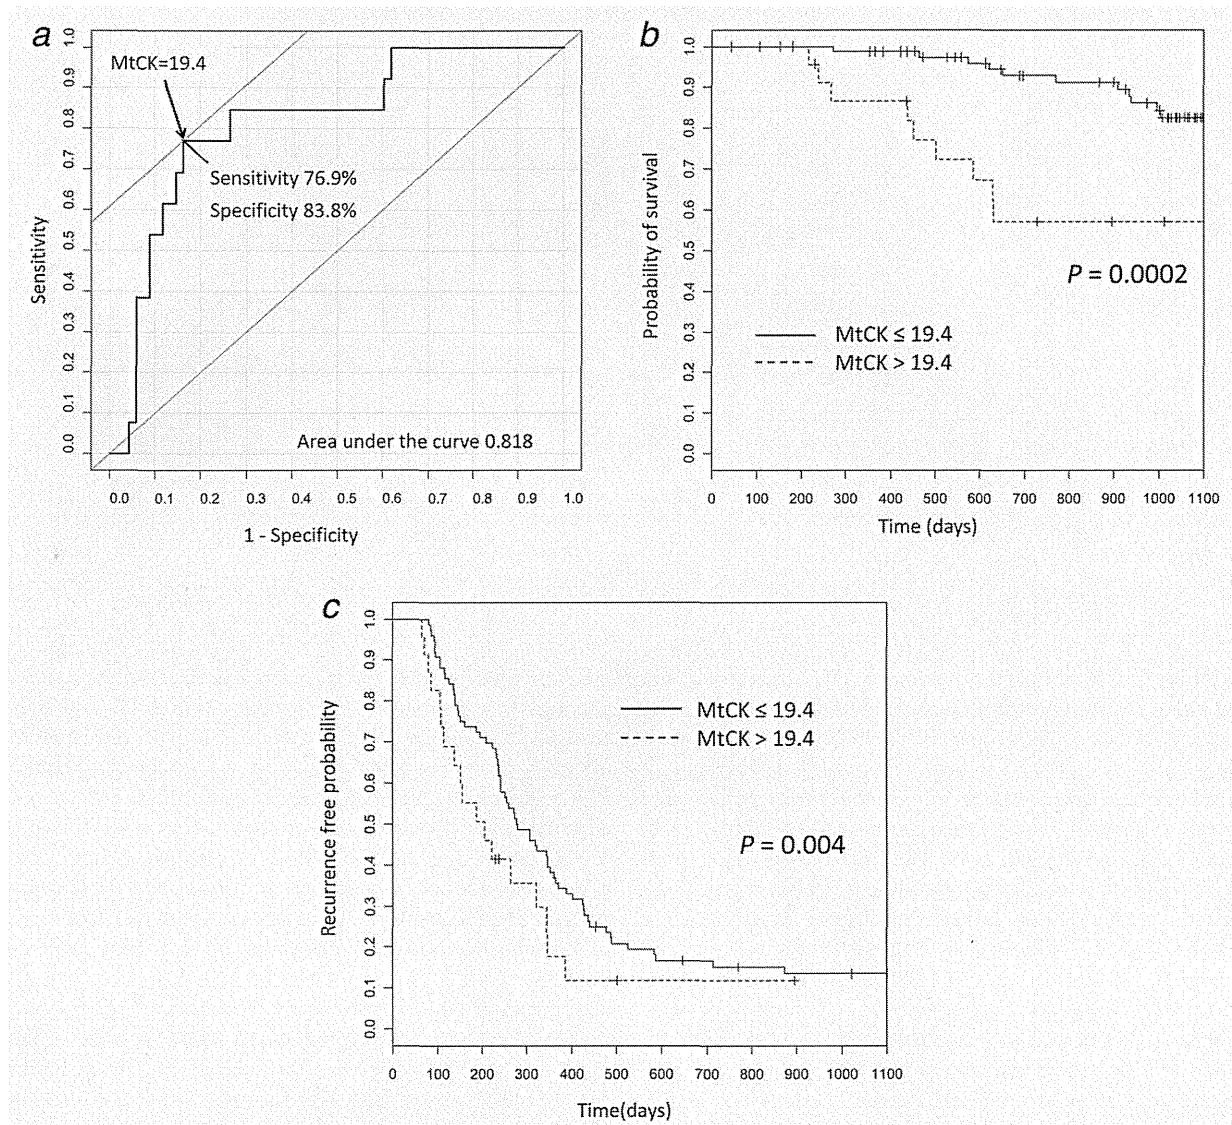 a
1.0
0.9
0.8
0.7
0.6
0.5
0.4
0.3
0.2
0.1
0.0
Sensitivity
MtCK=19.4
Sensitivity 76.9%
Specificity 83.8%
Area under the curve 0.818
0.0 0.1 0.2 0.3 0.4 0.5 0.6 0.7 0.8 0.9 1.0
1 - Specificity
b
1.0
0.9
0.8
0.7
0.6
0.5
0.4
0.3
0.2
0.1
0.0
Probability of survival
P = 0.0002
MtCK ≤ 19.4
MtCK > 19.4
0 100 200 300 400 500 600 700 800 900 1000 1100
Time (days)
c
1.0
0.9
0.8
0.7
0.6
0.5
0.4
0.3
0.2
0.1
0.0
Recurrence free probability
MtCK ≤ 19.4
MtCK > 19.4
P = 0.004
0 100 200 300 400 500 600 700 800 900 1000 1100
Time(days)